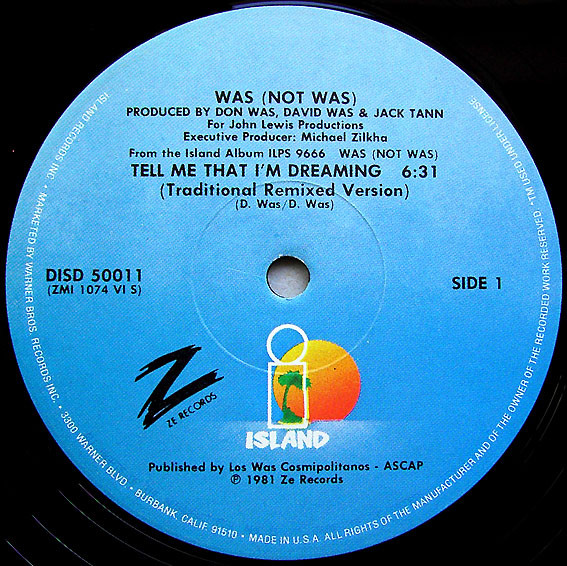 WAS (NOT WAS)
PRODUCED BY DON WAS, DAVID WAS & JACK TANN
For John Lewis Productions
Executive Producer: Michael Zilkha
From the Island Album ILPS 9666 WAS (NOT WAS)
TELL ME THAT I'M DREAMING 6:31
(Traditional Remixed Version)
(D. Was/D. Was)
DISD 50011
(ZMI 1074 VI S)
SIDE 1
Z
ZE RECORDS
ISLAND
Published by Los Was Cosmipolitanos - ASCAP
℗ 1981 Ze Records
ISLAND RECORDS INC. • MARKETED BY WARNER BROS. RECORDS INC. • 3300 WARNER BLVD • BURBANK, CALIF. 91510 • MADE IN U.S.A. ALL RIGHTS OF THE MANUFACTURER AND OF THE OWNER OF THE RECORDED WORK RESERVED • ™ USED UNDER LICENSE